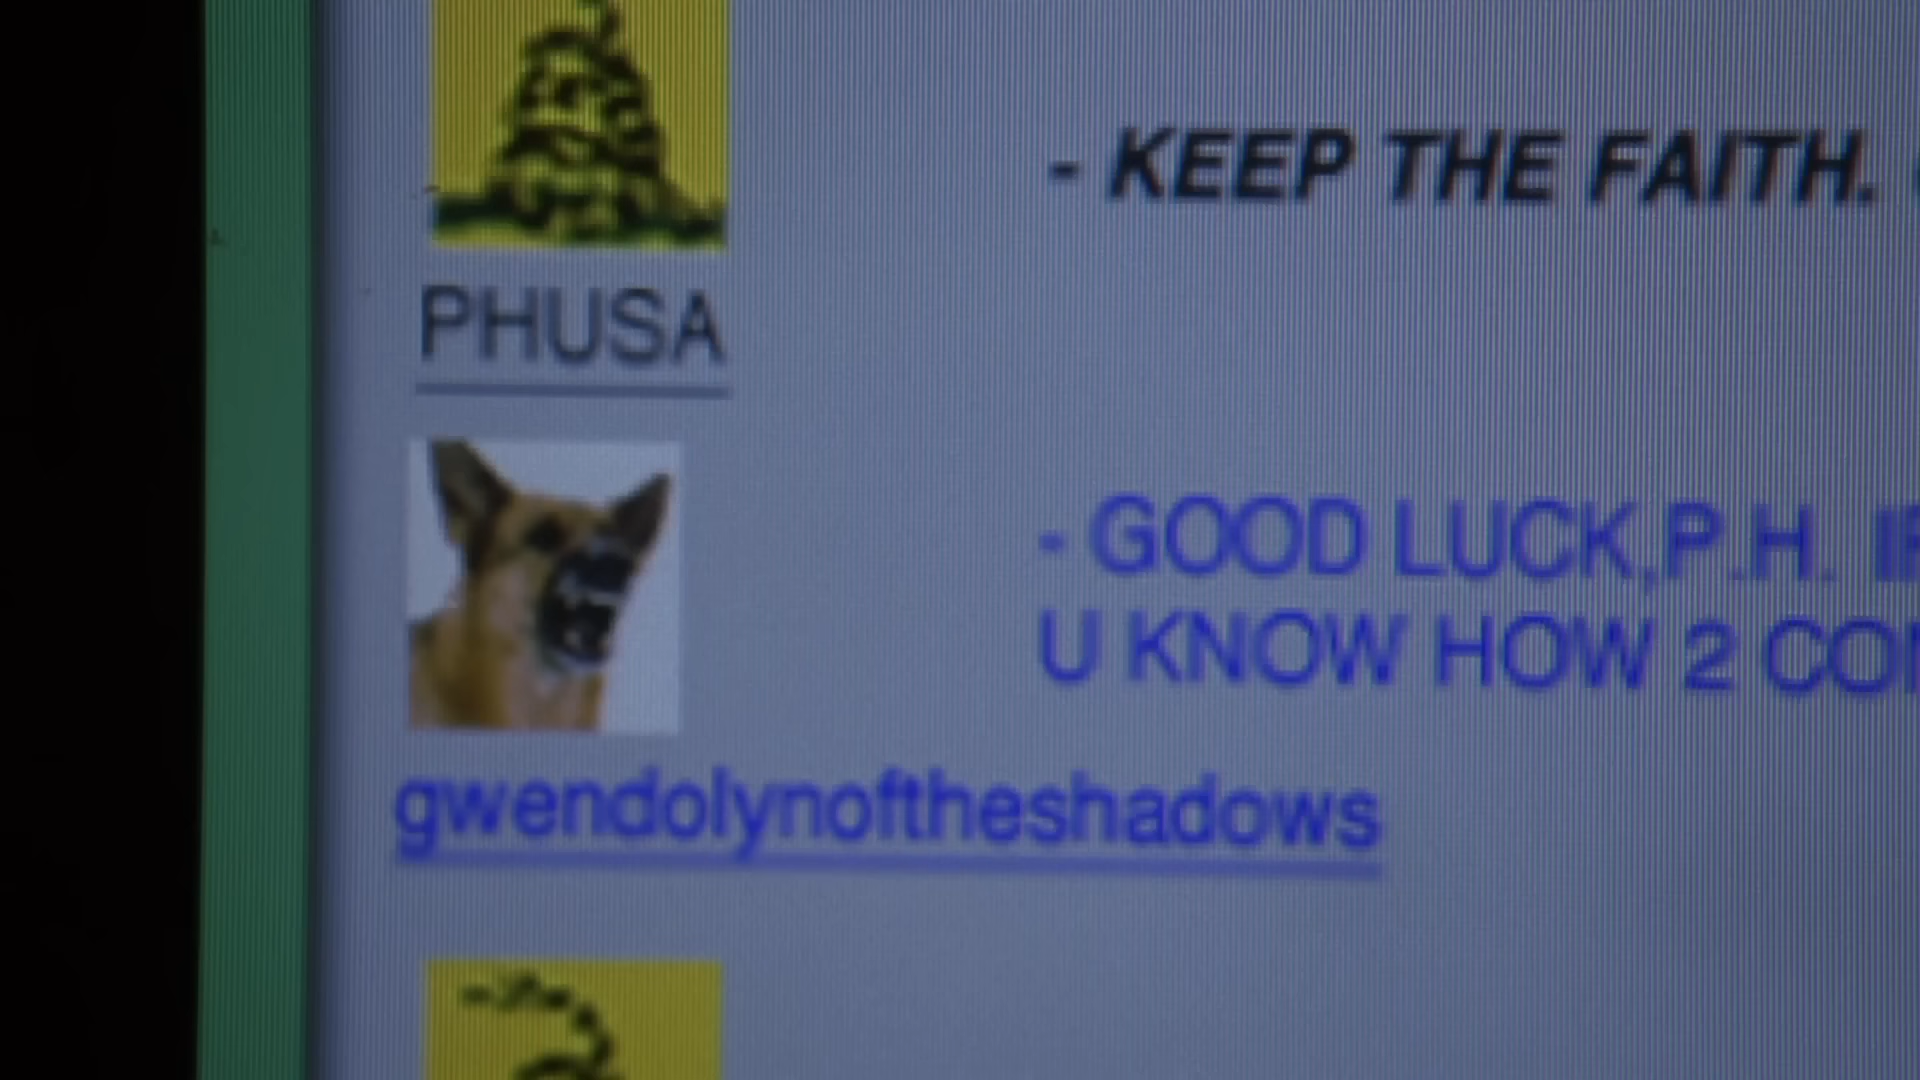 - KEEP THE FAITH.
PHUSA
- GOOD LUCK,P.H.
U KNOW HOW 2
gwendolynoftheshadows